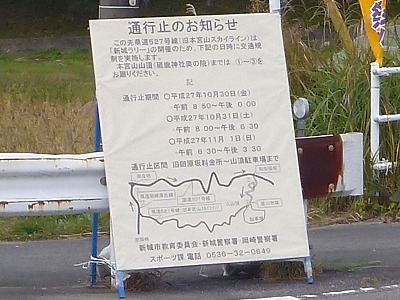 通行止のお知らせ
この先県道527号線(旧本宮山スカイライン)は
「新城ラリー」の開催のため、下記の日時に交通規
制を実施します。
本宮山山頂(砥鹿神社奥の院)までは ①~③を
お廻りください。
記
通行止期間 〇平成27年10月30日(金)
午前 8:50~午後 0:00
〇平成27年10月31日(土)
午前 8:00~午後 6:30
〇平成27年11月 1日(日)
午前 6:30~午後 3:30
通行止区間 旧田原坂料金所~山頂駐車場まで
新城市教育委員会・新城警察署・岡崎警察署
スポーツ課 電話 0536-32-0649